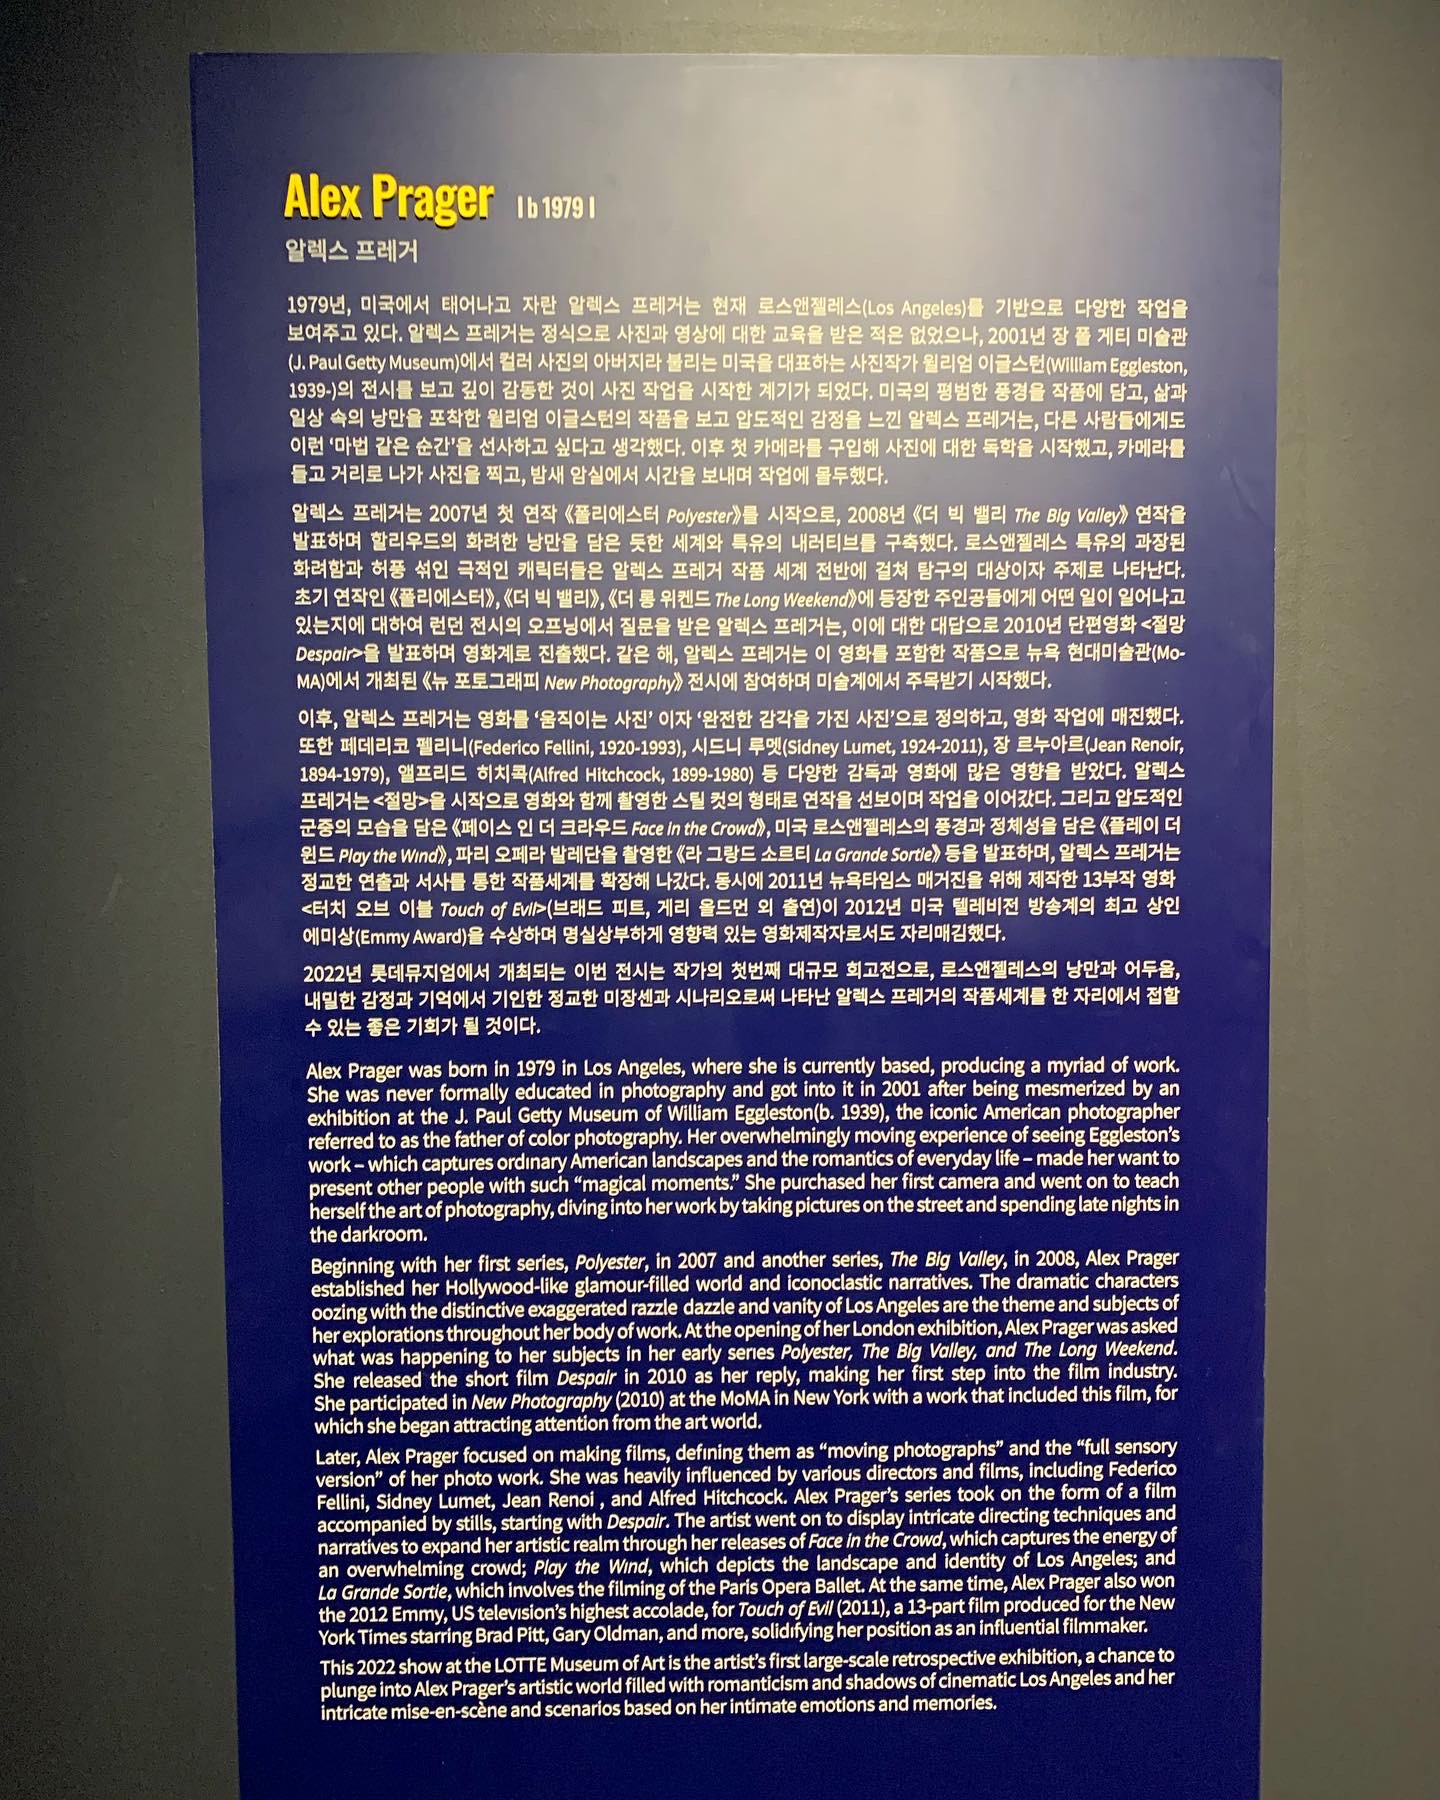 Alex Prager | b 1979 |
알렉스 프레거
1979년, 미국에서 태어나고 자란 알렉스 프레거는 현재 로스앤젤레스(Los Angeles)를 기반으로 다양한 작업을
보여주고 있다. 알렉스 프레거는 정식으로 사진과 영상에 대한 교육을 받은 적은 없었으나, 2001년 장 폴 게티 미술관
(J. Paul Getty Museum)에서 컬러 사진의 아버지라 불리는 미국을 대표하는 사진작가 윌리엄 이글스턴(William Eggleston,
1939-)의 전시를 보고 깊이 감동한 것이 사진 작업을 시작한 계기가 되었다. 미국의 평범한 풍경을 작품에 담고, 삶과
일상 속의 낭만을 포착한 윌리엄 이글스턴의 작품을 보고 압도적인 감정을 느낀 알렉스 프레거는, 다른 사람들에게도
이런 ‘마법 같은 순간’을 선사하고 싶다고 생각했다. 이후 첫 카메라를 구입해 사진에 대한 독학을 시작했고, 카메라를
들고 거리로 나가 사진을 찍고, 밤새 암실에서 시간을 보내며 작업에 몰두했다.
알렉스 프레거는 2007년 첫 연작 《폴리에스터 Polyester》를 시작으로, 2008년 《더 빅 밸리 The Big Valley》 연작을
발표하며 할리우드의 화려한 낭만을 담은 듯한 세계와 특유의 내러티브를 구축했다. 로스앤젤레스 특유의 과장된
화려함과 허풍 섞인 극적인 캐릭터들은 알렉스 프레거 작품 세계 전반에 걸쳐 탐구의 대상이자 주제로 나타난다.
초기 연작인 《폴리에스터》, 《더 빅 밸리》, 《더 롱 위켄드 The Long Weekend》에 등장한 주인공들에게 어떤 일이 일어나고
있는지에 대하여 런던 전시의 오프닝에서 질문을 받은 알렉스 프레거는, 이에 대한 대답으로 2010년 단편영화 <절망
Despair>을 발표하며 영화계로 진출했다. 같은 해, 알렉스 프레거는 이 영화를 포함한 작품으로 뉴욕 현대미술관(Mo-
MA)에서 개최된 《뉴 포토그래피 New Photography》 전시에 참여하며 미술계에서 주목받기 시작했다.
이후, 알렉스 프레거는 영화를 ‘움직이는 사진’ 이자 ‘완전한 감각을 가진 사진’으로 정의하고, 영화 작업에 매진했다.
또한 페데리코 펠리니(Federico Fellini, 1920-1993), 시드니 루멧(Sidney Lumet, 1924-2011), 장 르누아르(Jean Renoir,
1894-1979), 앨프리드 히치콕(Alfred Hitchcock, 1899-1980) 등 다양한 감독과 영화에 많은 영향을 받았다. 알렉스
프레거는 <절망>을 시작으로 영화와 함께 촬영한 스틸 컷의 형태로 연작을 선보이며 작업을 이어갔다. 그리고 압도적인
군중의 모습을 담은 《페이스 인 더 크라우드 Face in the Crowd》, 미국 로스앤젤레스의 풍경과 정체성을 담은 《플레이 더
윈드 Play the Wind》, 파리 오페라 발레단을 촬영한 《라 그랑드 소르티 La Grande Sortie》 등을 발표하며, 알렉스 프레거는
정교한 연출과 서사를 통한 작품세계를 확장해 나갔다. 동시에 2011년 뉴욕타임스 매거진을 위해 제작한 13부작 영화
<터치 오브 이블 Touch of Evil>(브래드 피트, 게리 올드먼 외 출연)이 2012년 미국 텔레비전 방송계의 최고 상인
에미상(Emmy Award)을 수상하며 명실상부하게 영향력 있는 영화제작자로서도 자리매김했다.
2022년 롯데뮤지엄에서 개최되는 이번 전시는 작가의 첫번째 대규모 회고전으로, 로스앤젤레스의 낭만과 어두움,
내밀한 감정과 기억에서 기인한 정교한 미장센과 시나리오로써 나타난 알렉스 프레거의 작품세계를 한 자리에서 접할
수 있는 좋은 기회가 될 것이다.
Alex Prager was born in 1979 in Los Angeles, where she is currently based, producing a myriad of work.
She was never formally educated in photography and got into it in 2001 after being mesmerized by an
exhibition at the J. Paul Getty Museum of William Eggleston(b. 1939), the iconic American photographer
referred to as the father of color photography. Her overwhelmingly moving experience of seeing Eggleston’s
work – which captures ordinary American landscapes and the romantics of everyday life – made her want to
present other people with such “magical moments.” She purchased her first camera and went on to teach
herself the art of photography, diving into her work by taking pictures on the street and spending late nights in
the darkroom.
Beginning with her first series, Polyester, in 2007 and another series, The Big Valley, in 2008, Alex Prager
established her Hollywood-like glamour-filled world and iconoclastic narratives. The dramatic characters
oozing with the distinctive exaggerated razzle dazzle and vanity of Los Angeles are the theme and subjects of
her explorations throughout her body of work. At the opening of her London exhibition, Alex Prager was asked
what was happening to her subjects in her early series Polyester, The Big Valley, and The Long Weekend.
She released the short film Despair in 2010 as her reply, making her first step into the film industry.
She participated in New Photography (2010) at the MoMA in New York with a work that included this film, for
which she began attracting attention from the art world.
Later, Alex Prager focused on making films, defining them as “moving photographs” and the “full sensory
version” of her photo work. She was heavily influenced by various directors and films, including Federico
Fellini, Sidney Lumet, Jean Renoi , and Alfred Hitchcock. Alex Prager’s series took on the form of a film
accompanied by stills, starting with Despair. The artist went on to display intricate directing techniques and
narratives to expand her artistic realm through her releases of Face in the Crowd, which captures the energy of
an overwhelming crowd; Play the Wind, which depicts the landscape and identity of Los Angeles; and
La Grande Sortie, which involves the filming of the Paris Opera Ballet. At the same time, Alex Prager also won
the 2012 Emmy, US television’s highest accolade, for Touch of Evil (2011), a 13-part film produced for the New
York Times starring Brad Pitt, Gary Oldman, and more, solidifying her position as an influential filmmaker.
This 2022 show at the LOTTE Museum of Art is the artist’s first large-scale retrospective exhibition, a chance to
plunge into Alex Prager’s artistic world filled with romanticism and shadows of cinematic Los Angeles and her
intricate mise-en-scène and scenarios based on her intimate emotions and memories.